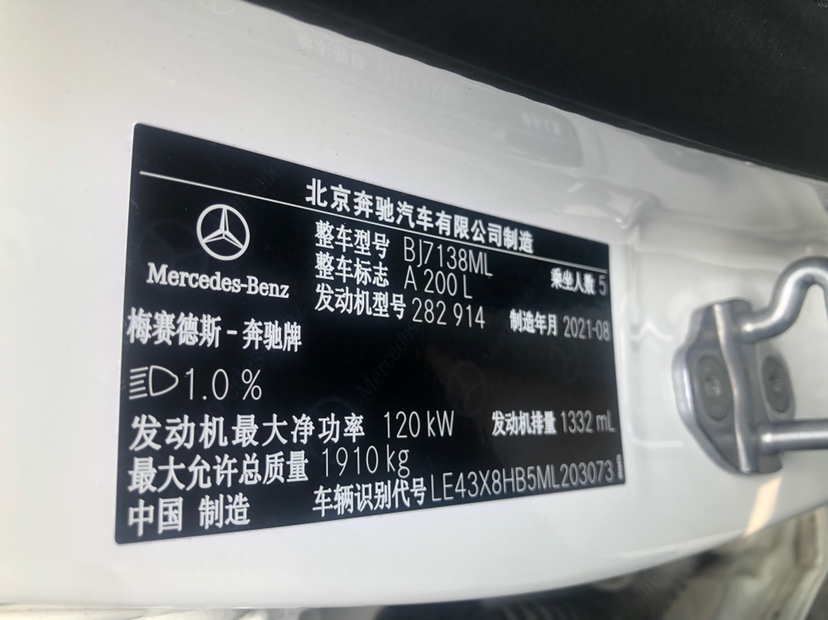 北京奔驰汽车有限公司制造
Mercedes-Benz
整车型号 BJ7138ML
整车标志 A 200 L 乘坐人数 5
发动机型号 282 914 制造年月 2021-08
梅赛德斯-奔驰牌
1.0 %
发动机最大净功率 120 kW 发动机排量 1332 mL
最大允许总质量 1910 kg
中国 制造 车辆识别代号 LE43X8HB5ML203073